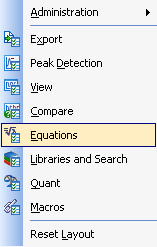 Administration
Export
Peak Detection
View
Compare
Equations
Libraries and Search
Quant
Macros
Reset Layout